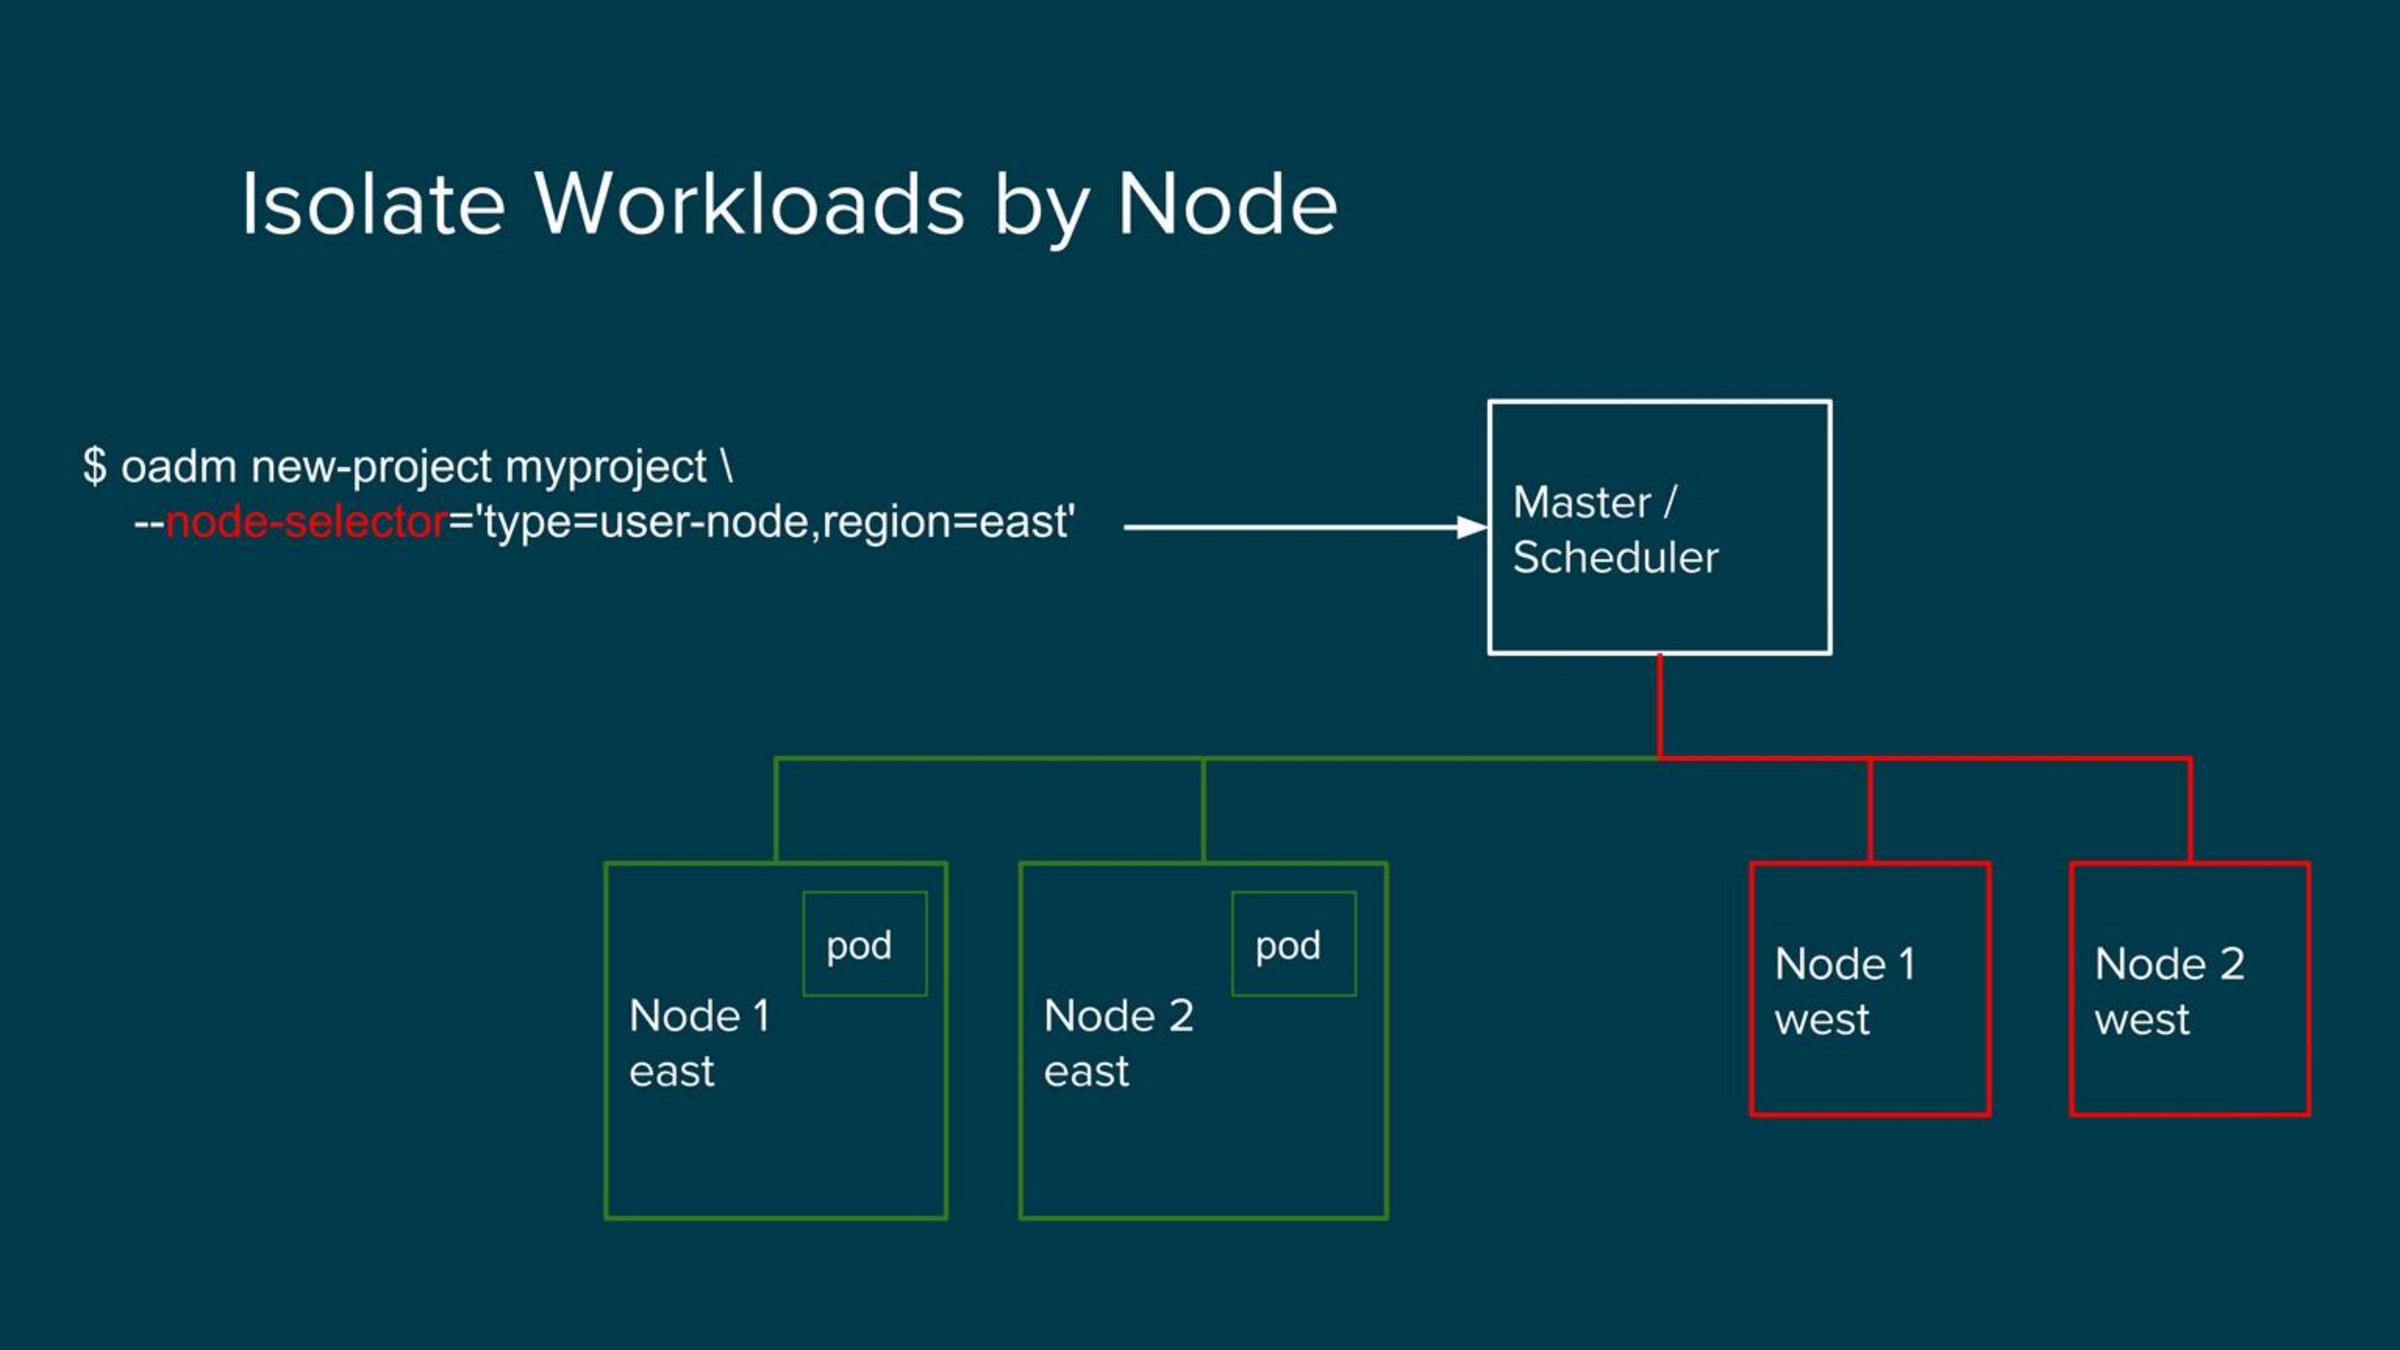 Isolate Workloads by Node
$ oadm new-project myproject \
--node-selector='type=user-node,region=east'
Master /
Scheduler
pod
Node 1
east
pod
Node 2
east
Node 1
west
Node 2
west